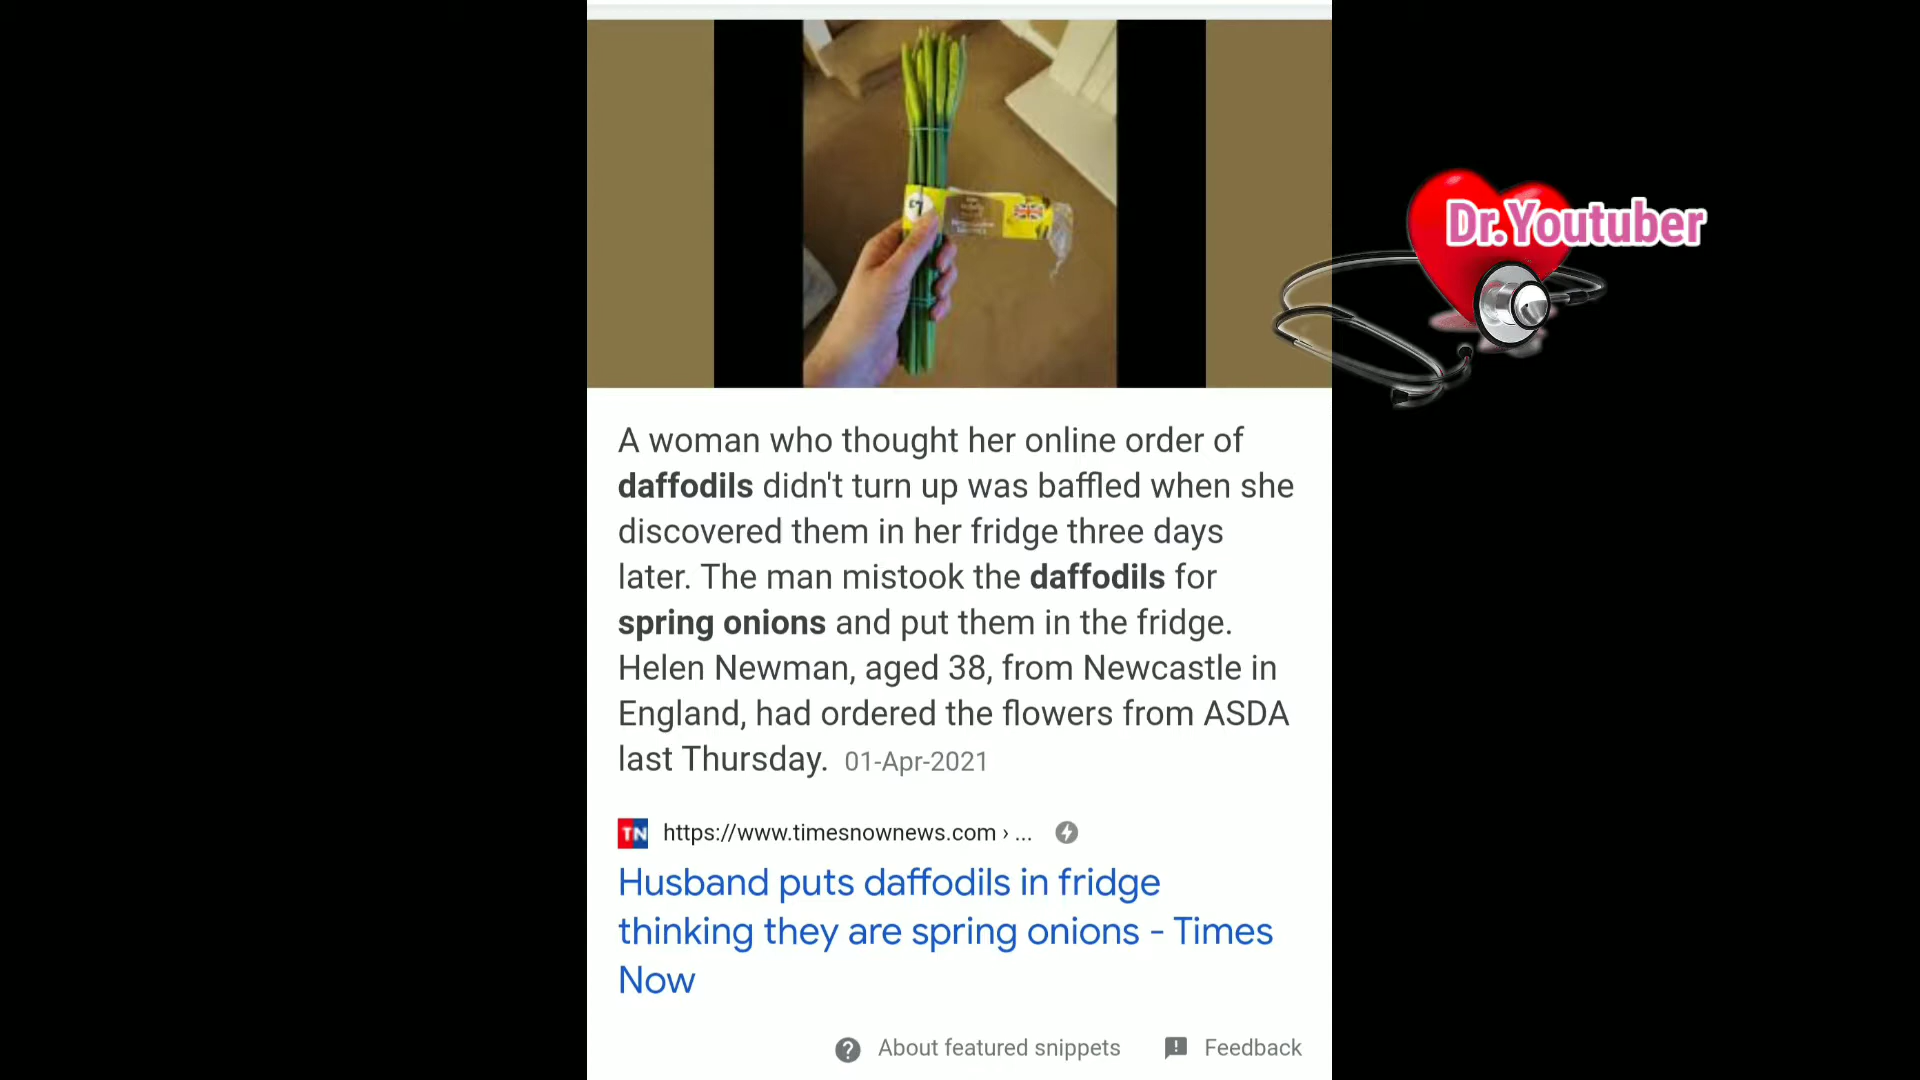 £1
Dr.Youtuber
A woman who thought her online order of
daffodils didn't turn up was baffled when she
discovered them in her fridge three days
later. The man mistook the daffodils for
spring onions and put them in the fridge.
Helen Newman, aged 38, from Newcastle in
England, had ordered the flowers from ASDA
last Thursday. 01-Apr-2021
TN https://www.timesnownews.com › ...
Husband puts daffodils in fridge
thinking they are spring onions - Times
Now
About featured snippets Feedback